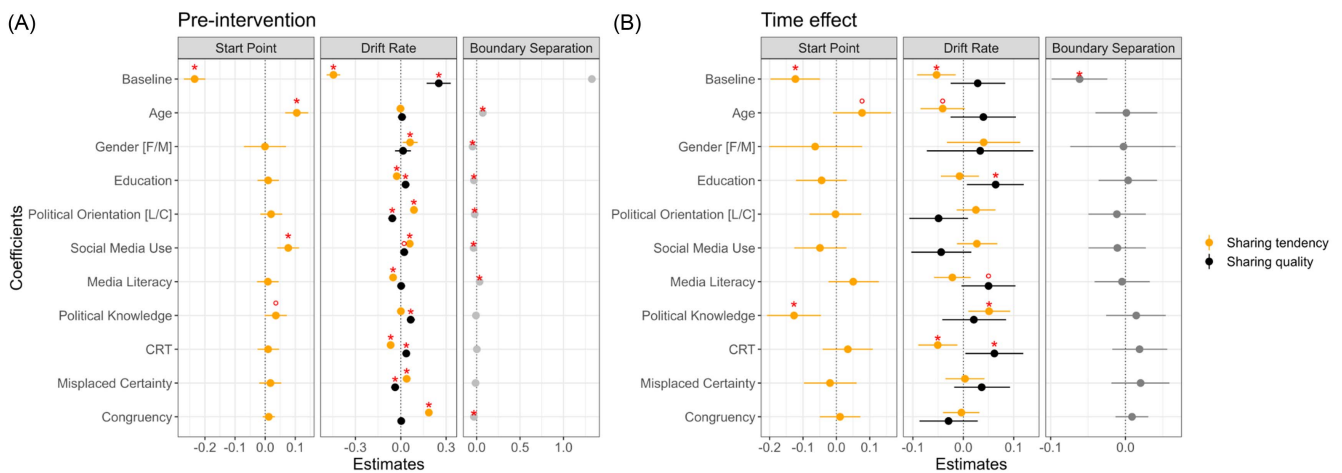 (A) Pre-intervention
Start Point Drift Rate Boundary Separation
Coefficients
Baseline
Age
Gender [F/M]
Education
Political Orientation [L/C]
Social Media Use
Media Literacy
Political Knowledge
CRT
Misplaced Certainty
Congruency
-0.2 -0.1 0.0 0.1 -0.3 0.0 0.3 0.0 0.5 1.0
Estimates
(B) Time effect
Start Point Drift Rate Boundary Separation
Baseline
Age
Gender [F/M]
Education
Political Orientation [L/C]
Social Media Use
Media Literacy
Political Knowledge
CRT
Misplaced Certainty
Congruency
-0.2 -0.1 0.0 0.1 -0.1 0.0 0.1 -0.1 0.0
Estimates
Sharing tendency
Sharing quality